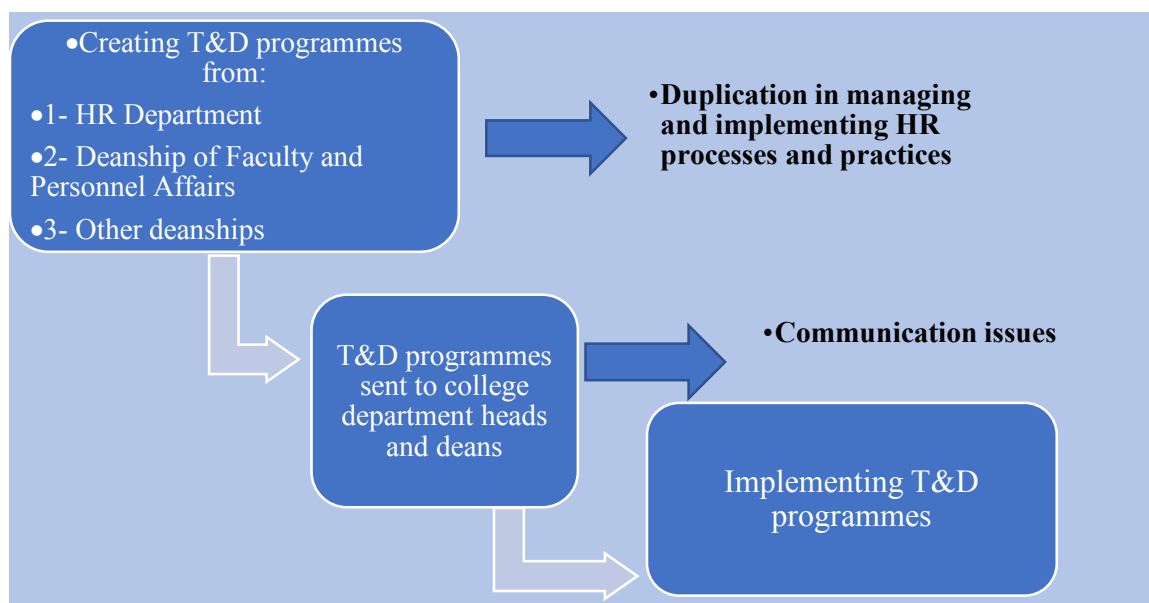 •Creating T&D programmes
from:
•1- HR Department
•2- Deanship of Faculty and
Personnel Affairs
•3- Other deanships
•Duplication in managing
and implementing HR
processes and practices
T&D programmes
sent to college
department heads
and deans
•Communication issues
Implementing T&D
programmes